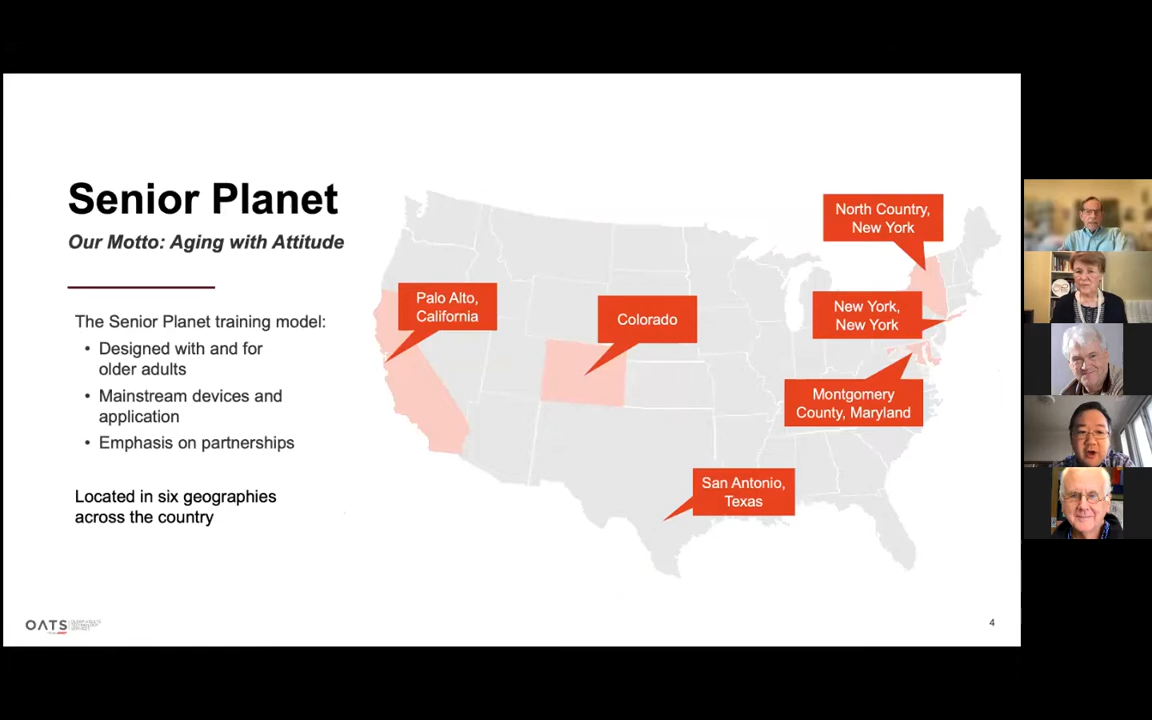 Senior Planet
Our Motto: Aging with Attitude
The Senior Planet training model:
• Designed with and for
older adults
• Mainstream devices and
application
• Emphasis on partnerships
Located in six geographies
across the country
North Country,
New York
Palo Alto,
California
Colorado
New York,
New York
Montgomery
County, Maryland
San Antonio,
Texas
OATS
4